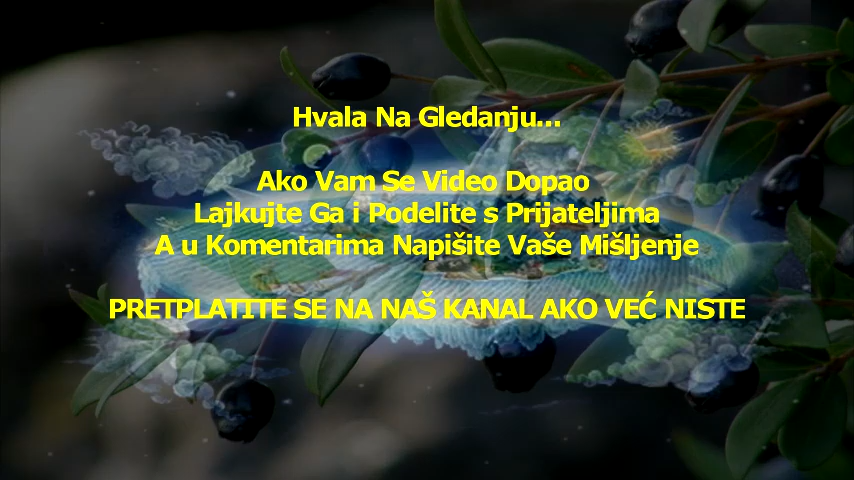 Hvala Na Gledanju...
Ako Vam Se Video Dopao
Lajkujte Ga i Podelite s Prijateljima
A u Komentarima Napišite Vaše Mišljenje
PRETPLATITE SE NA NAŠ KANAL AKO VEĆ NISTE